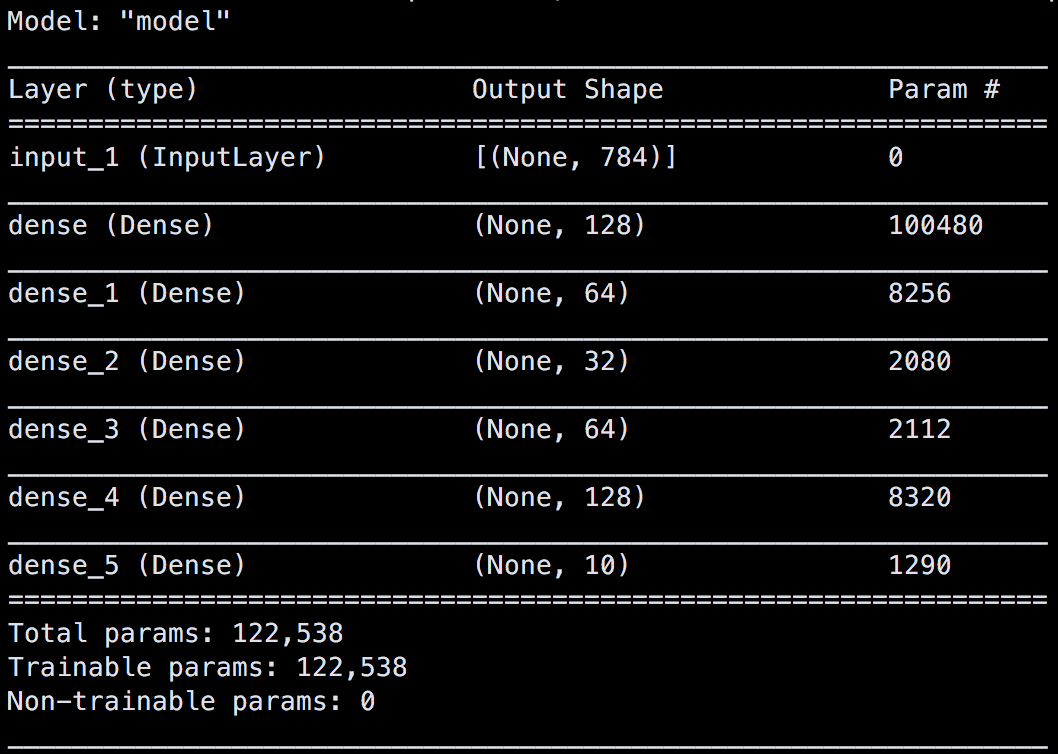 Model: "model"
Layer (type) Output Shape Param #
=================================================================
input_1 (InputLayer) [(None, 784)] 0
dense (Dense) (None, 128) 100480
dense_1 (Dense) (None, 64) 8256
dense_2 (Dense) (None, 32) 2080
dense_3 (Dense) (None, 64) 2112
dense_4 (Dense) (None, 128) 8320
dense_5 (Dense) (None, 10) 1290
=================================================================
Total params: 122,538
Trainable params: 122,538
Non-trainable params: 0